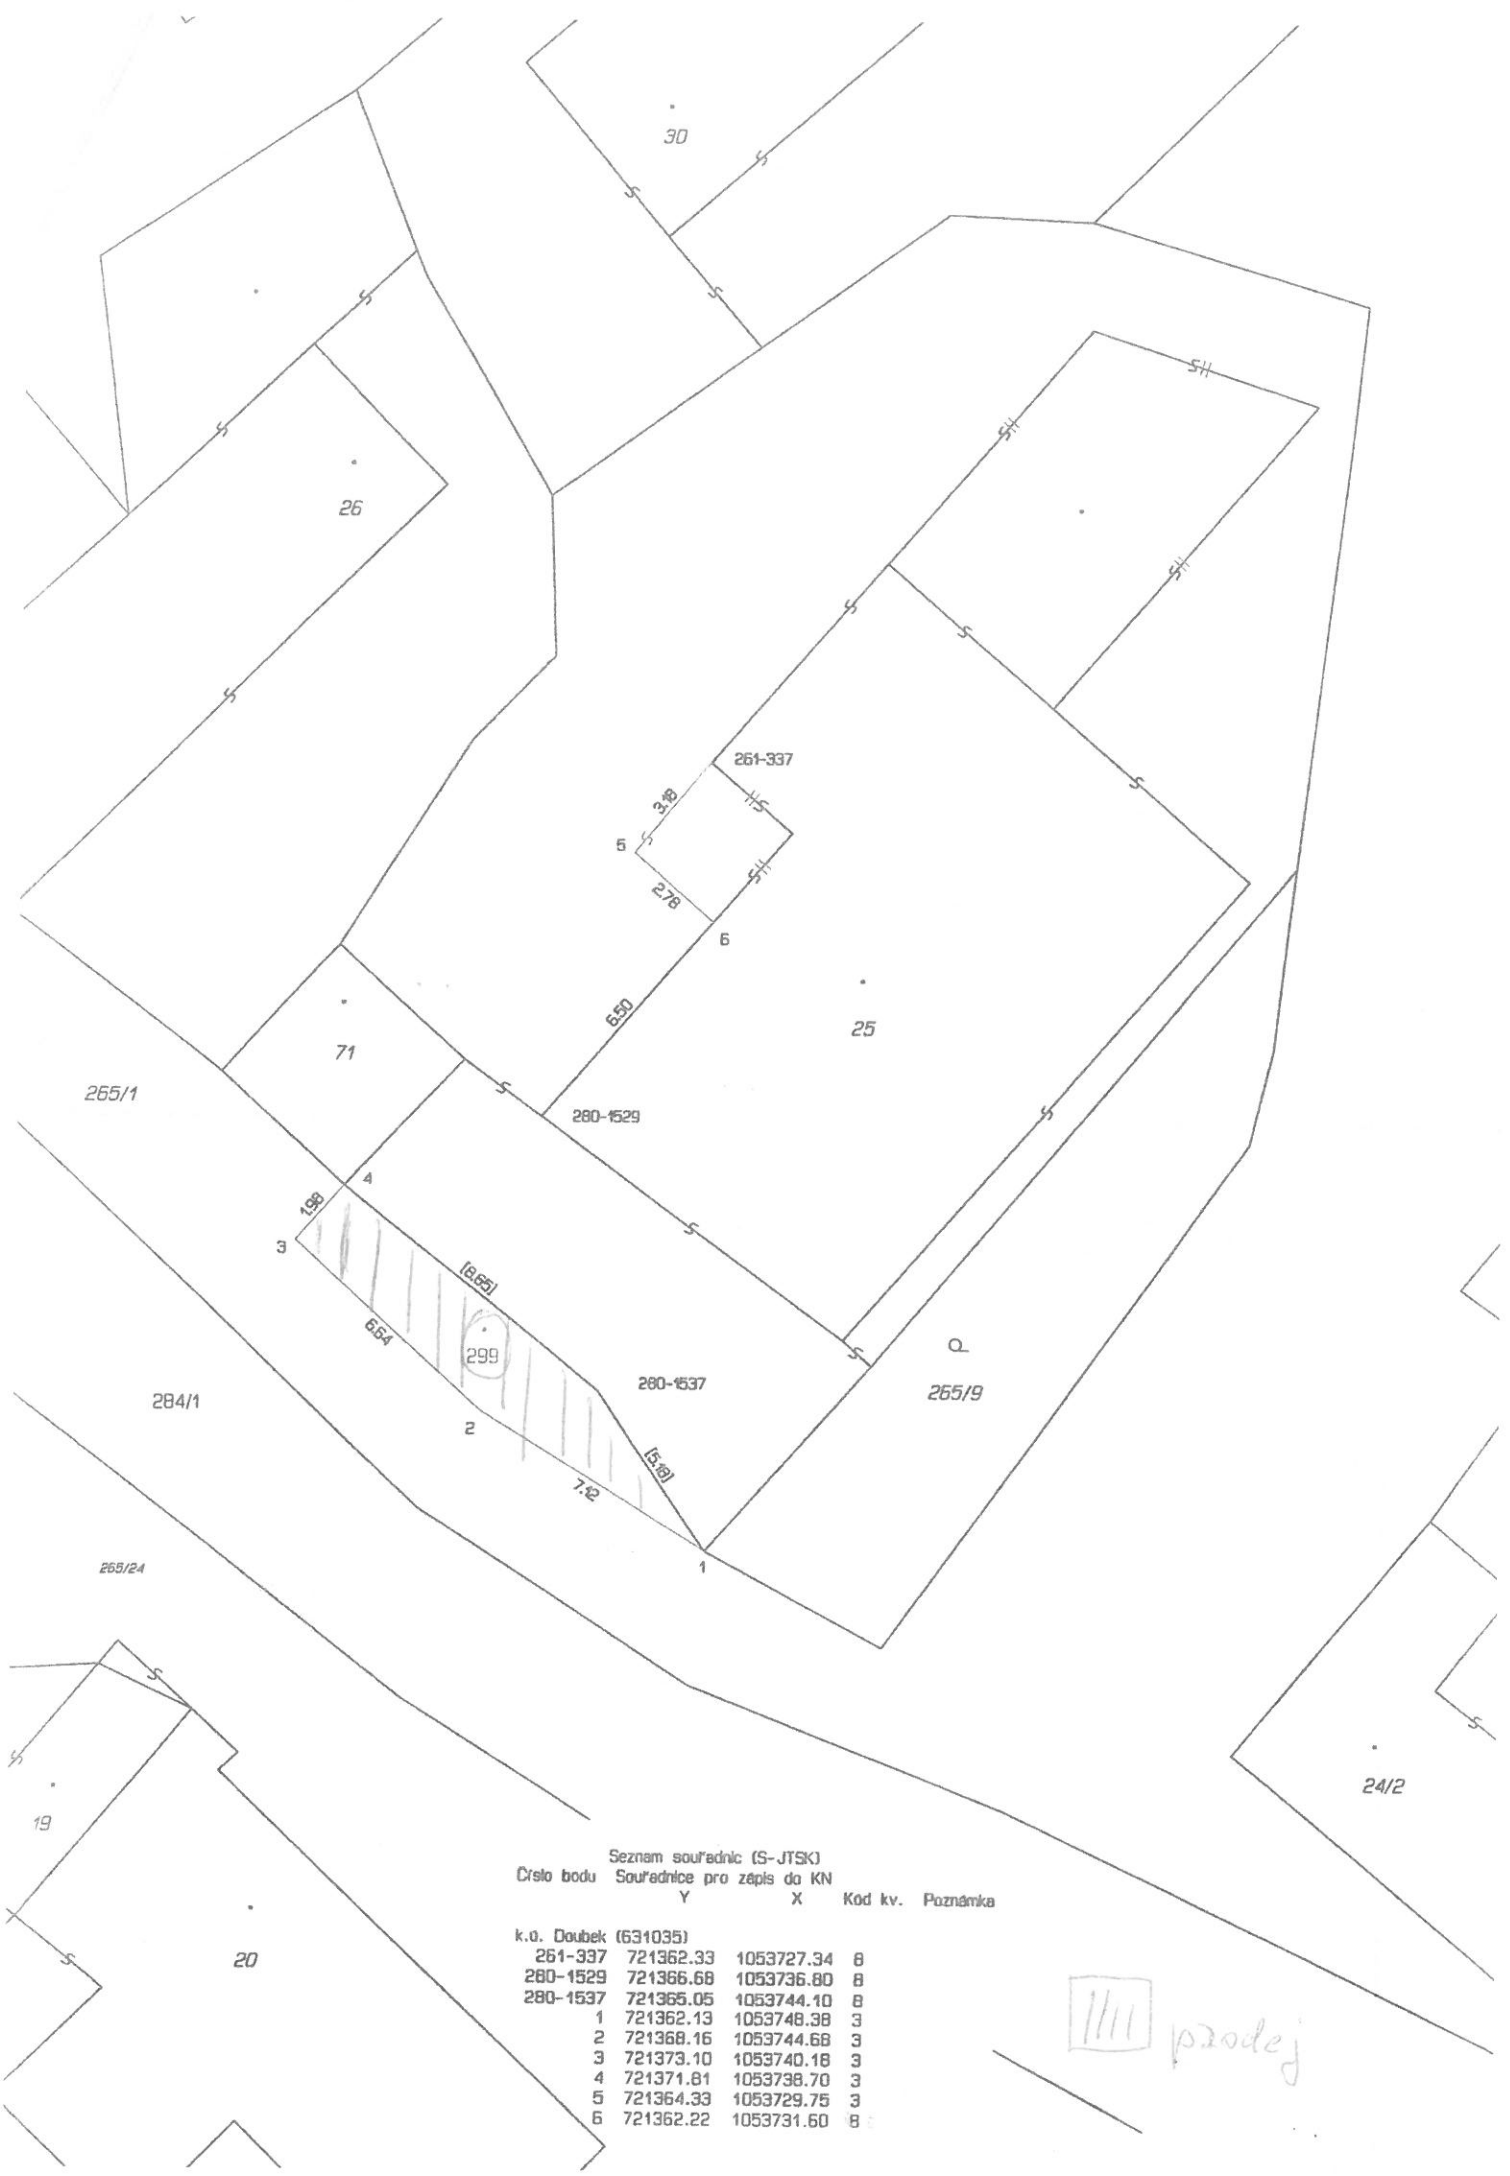 30
26
261-337
3.18
5
2.78
6
6.50
25
71
280-1529
265/1
4
1.98
3
(8.65)
6.64
299
280-1537
265/9
284/1
2
(5.18)
7.12
1
265/24
24/2
19
20
Seznam souřadnic (S-JTSK)
Číslo bodu Souřadnice pro zápis do KN
Y X Kód kv. Poznámka
k.ú. Doubek (631035)
261-337 721362.33 1053727.34 8
280-1529 721366.68 1053736.80 8
280-1537 721365.05 1053744.10 8
1 721362.13 1053748.38 3
2 721368.16 1053744.68 3
3 721373.10 1053740.18 3
4 721371.81 1053738.70 3
5 721364.33 1053729.75 3
6 721362.22 1053731.60 8
prodej